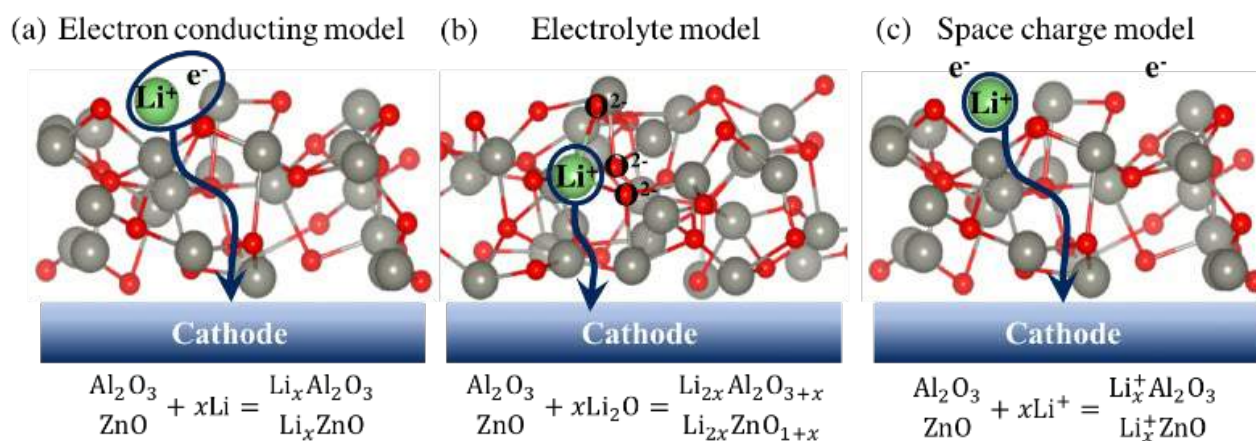 (a) Electron conducting model
(b) Electrolyte model
(c) Space charge model
Li⁺ e⁻
O²⁻
Li⁺ O²⁻
O²⁻
e⁻ e⁻
Li⁺
Cathode
Cathode
Cathode
Al₂O₃
ZnO + xLi = LiₓAl₂O₃
LiₓZnO
Al₂O₃
ZnO + xLi₂O = Li₂ₓAl₂O₃₊ₓ
Li₂ₓZnO₁₊ₓ
Al₂O₃
ZnO + xLi⁺ = Liₓ⁺Al₂O₃
Liₓ⁺ZnO